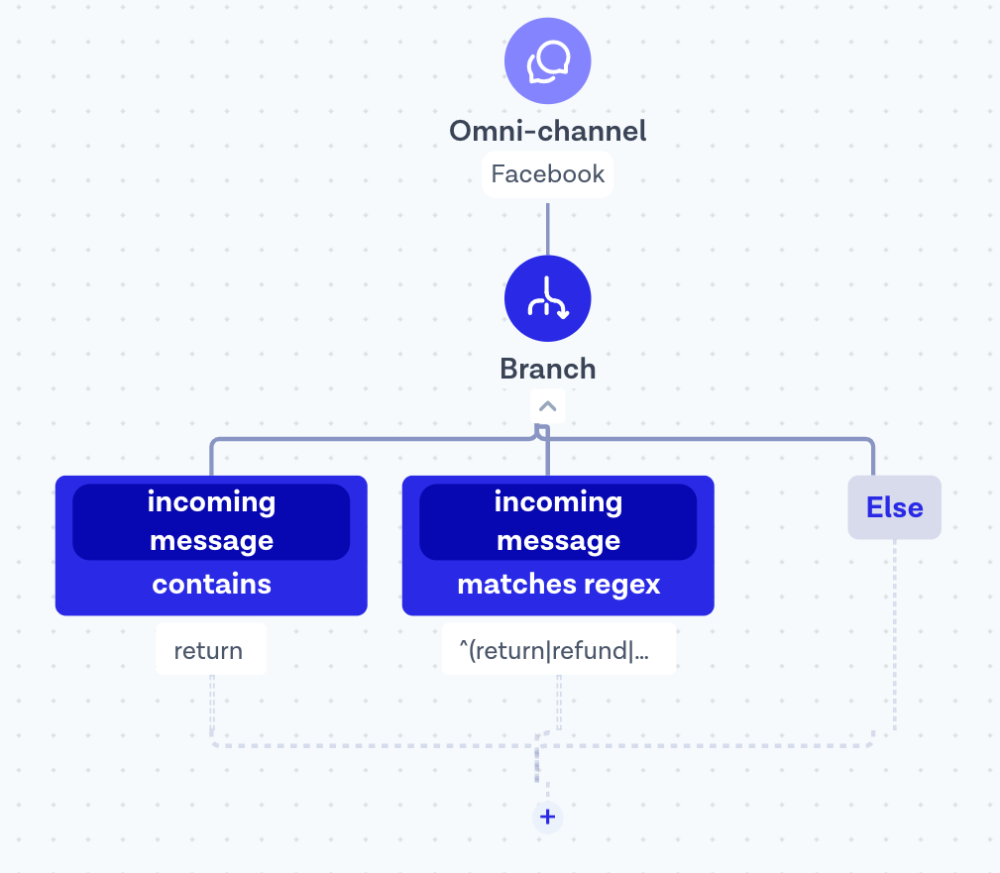 Omni-channel
Facebook
Branch
incoming
message
contains
return
incoming
message
matches regex
^(return|refund|...
Else
+